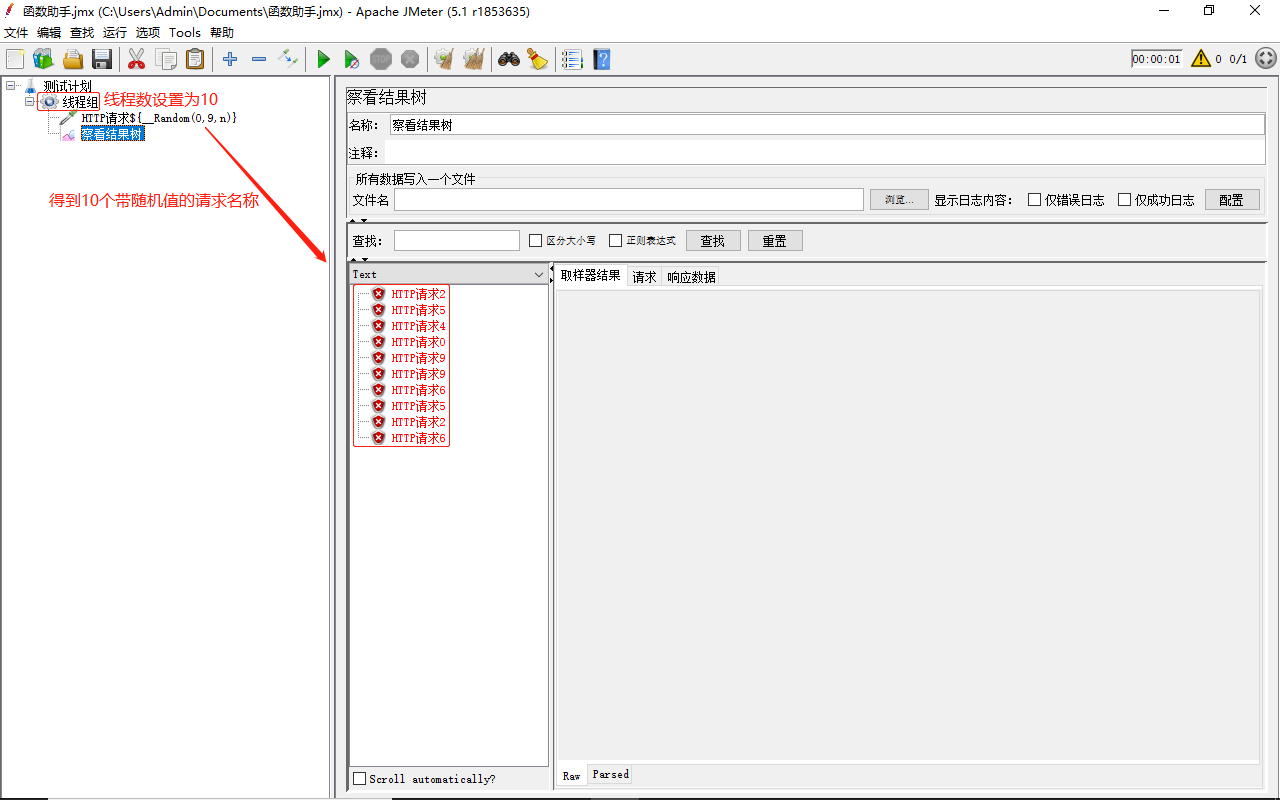 函数助手.jmx (C:\Users\Admin\Documents\函数助手.jmx) - Apache JMeter (5.1 r1853635)
文件 编辑 查找 运行 选项 Tools 帮助
STOP
00:00:01 0 0/1
测试计划
线程组 线程数设置为10
HTTP请求${__Random(0,9,n)}
察看结果树
得到10个带随机值的请求名称
察看结果树
名称: 察看结果树
注释:
所有数据写入一个文件
文件名 浏览... 显示日志内容: 仅错误日志 仅成功日志 配置
查找: 区分大小写 正则表达式 查找 重置
Text
取样器结果 请求 响应数据
HTTP请求2
HTTP请求5
HTTP请求4
HTTP请求0
HTTP请求9
HTTP请求9
HTTP请求6
HTTP请求5
HTTP请求2
HTTP请求6
Scroll automatically?
Raw Parsed